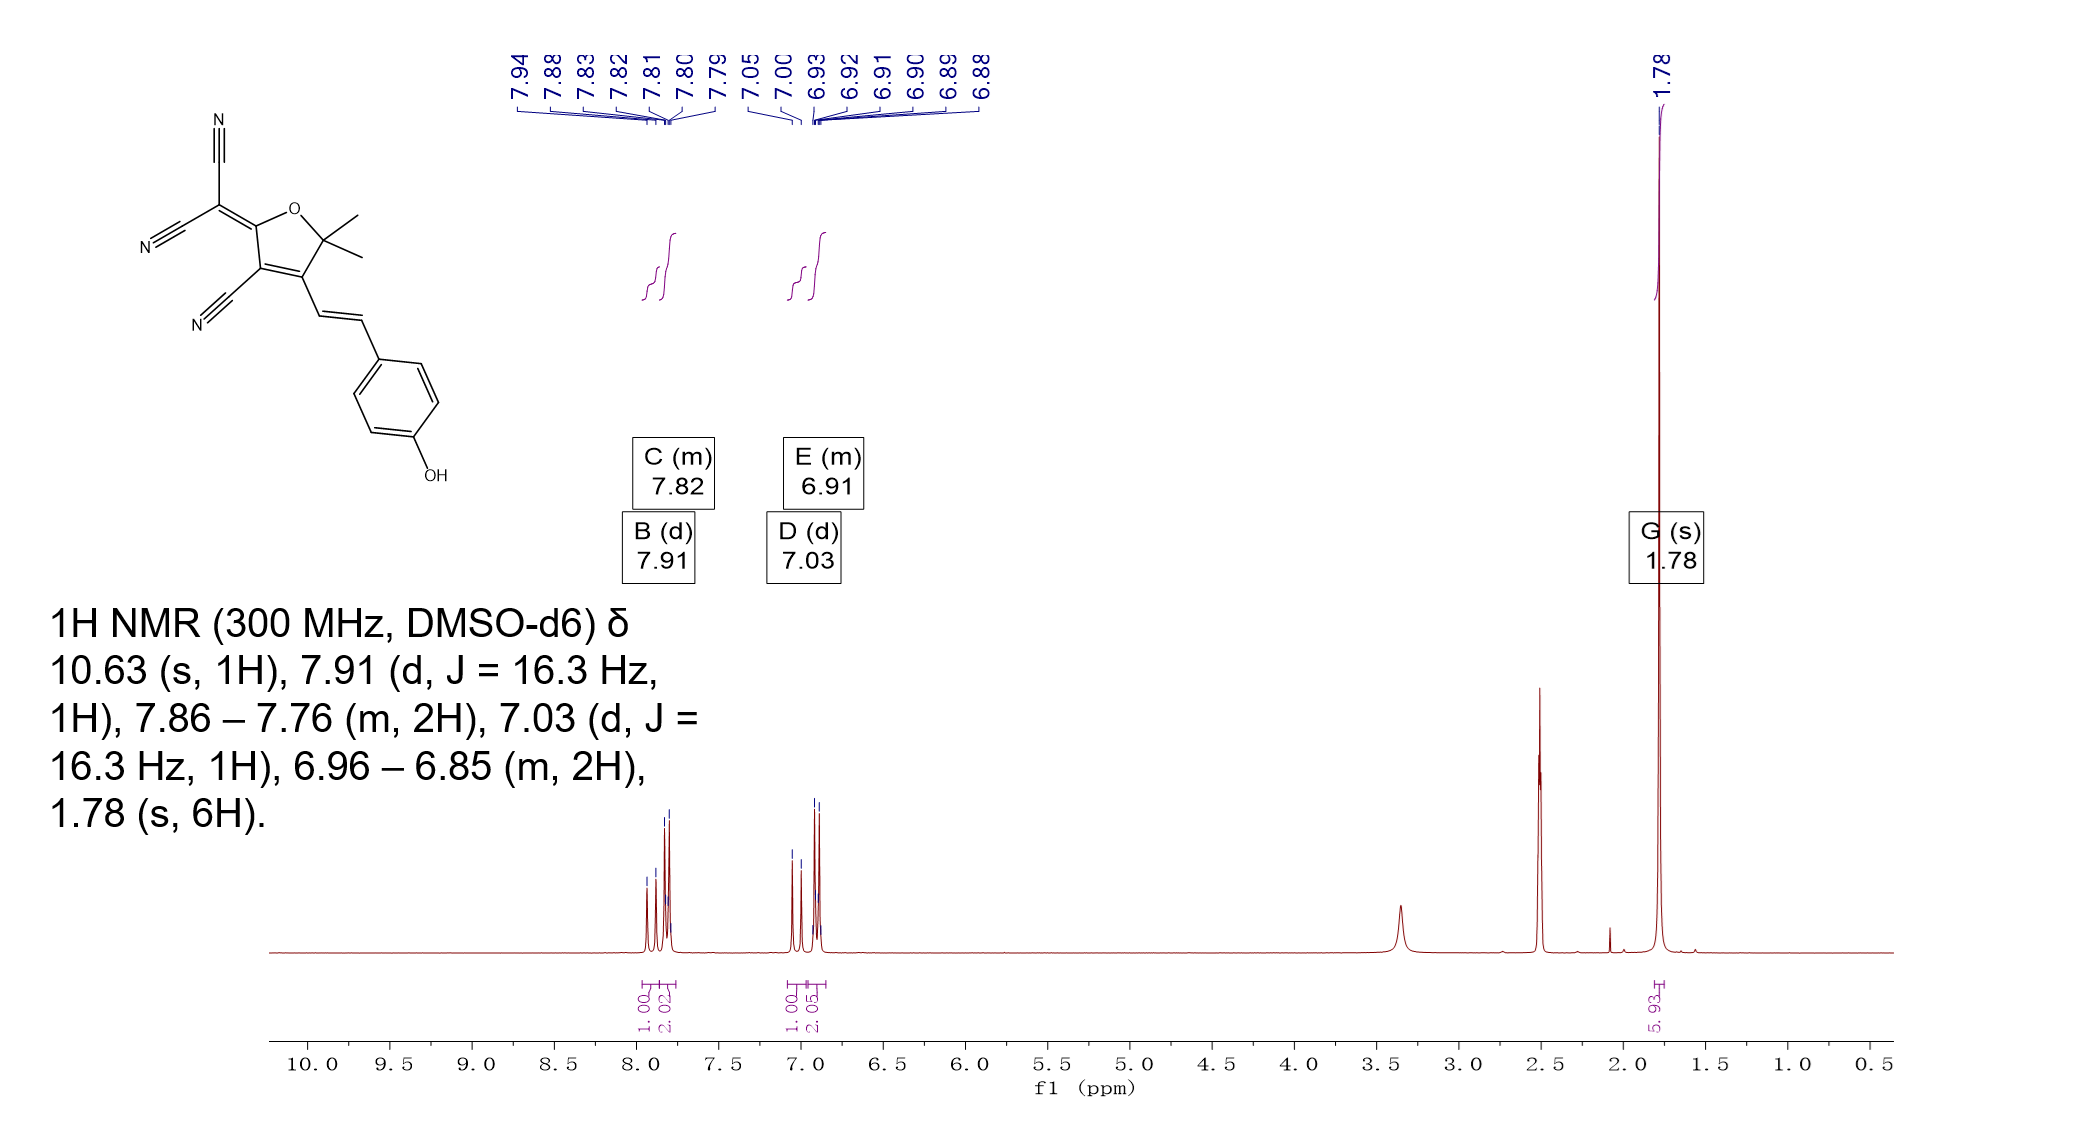 7.94
7.88
7.83
7.82
7.81
7.80
7.79
7.05
7.00
6.93
6.92
6.91
6.90
6.89
6.88
1.78
N
N
O
N
OH
C (m)
7.82
E (m)
6.91
B (d)
7.91
D (d)
7.03
G (s)
1.78
1H NMR (300 MHz, DMSO-d6) δ
10.63 (s, 1H), 7.91 (d, J = 16.3 Hz,
1H), 7.86 – 7.76 (m, 2H), 7.03 (d, J =
16.3 Hz, 1H), 6.96 – 6.85 (m, 2H),
1.78 (s, 6H).
1.00
2.02
1.00
2.05
5.93
10.0 9.5 9.0 8.5 8.0 7.5 7.0 6.5 6.0 5.5 5.0 4.5 4.0 3.5 3.0 2.5 2.0 1.5 1.0 0.5
f1 (ppm)